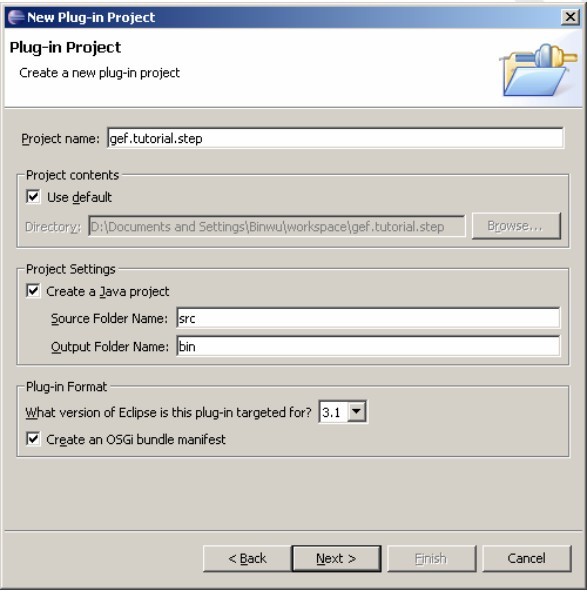 New Plug-in Project
Plug-in Project
Create a new plug-in project
Project name: gef.tutorial.step
Project contents
Use default
Directory: D:\Documents and Settings\Binwu\workspace\gef.tutorial.step Browse...
Project Settings
Create a Java project
Source Folder Name: src
Output Folder Name: bin
Plug-in Format
What version of Eclipse is this plug-in targeted for? 3.1
Create an OSGi bundle manifest
< Back Next > Finish Cancel